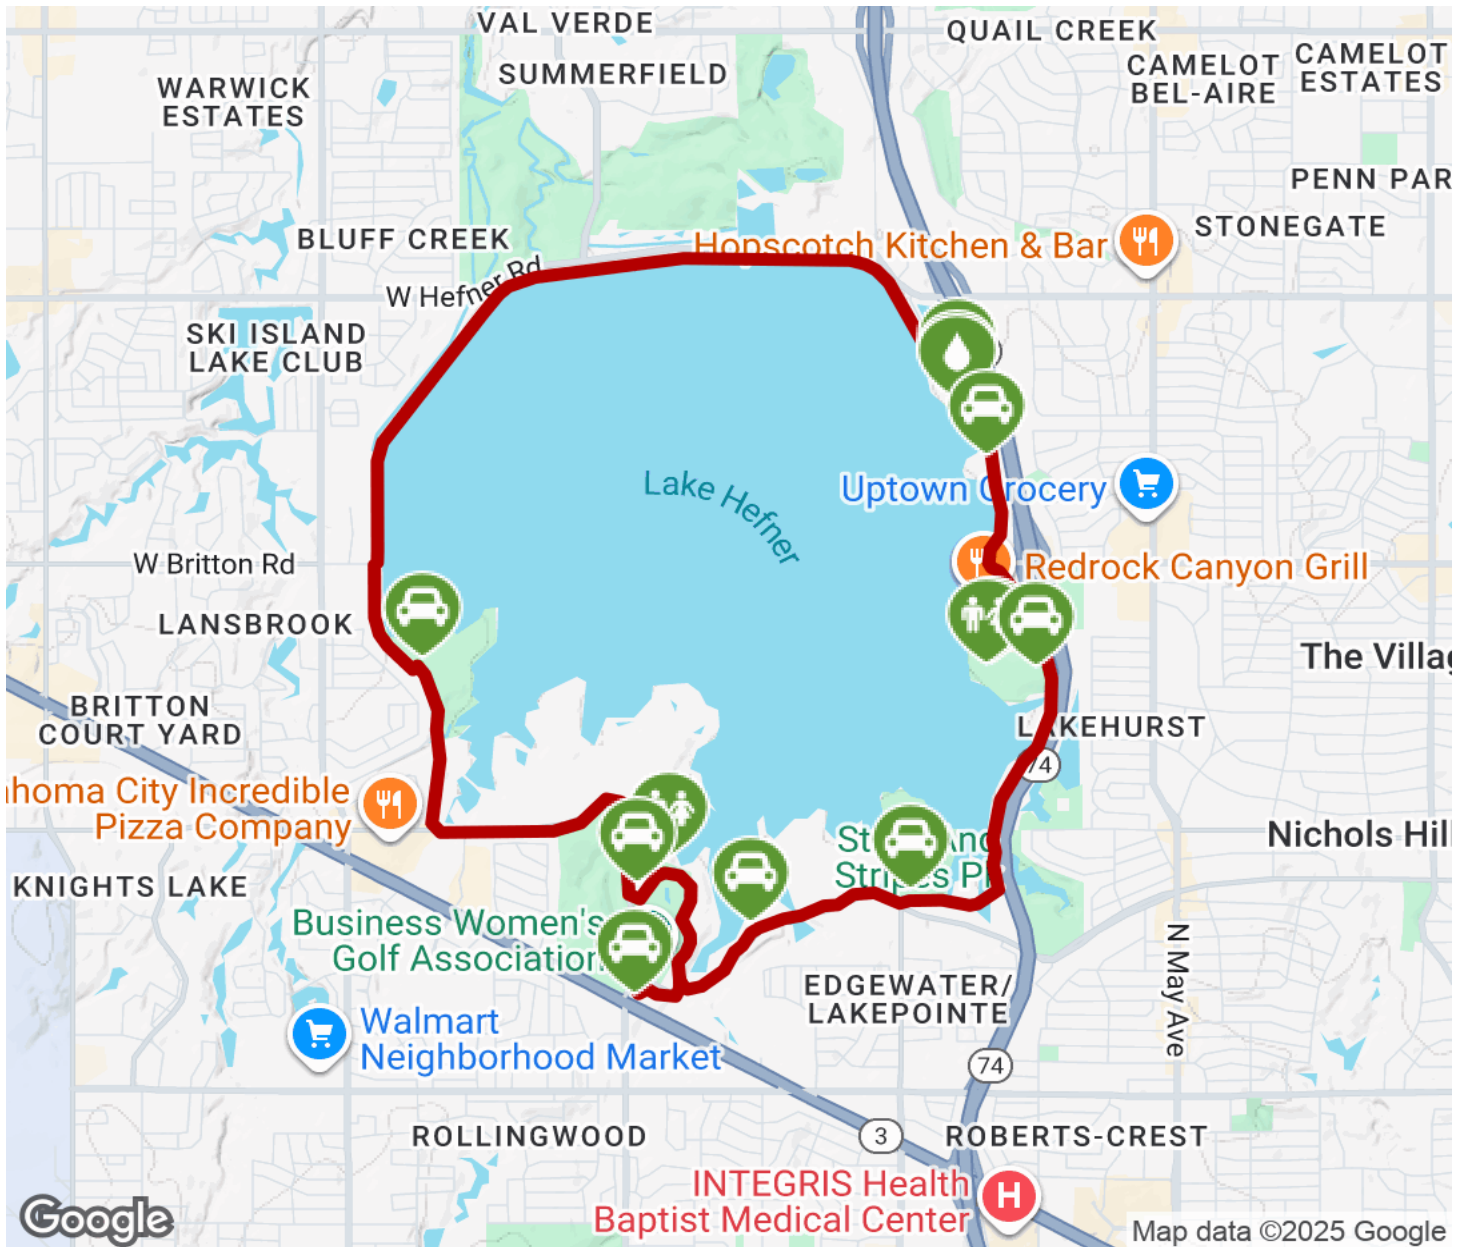 VAL VERDE
QUAIL CREEK
SUMMERFIELD
CAMELOT
BEL-AIRE
CAMELOT
ESTATES
WARWICK
ESTATES
PENN PAR
STONEGATE
BLUFF CREEK
Hopscotch Kitchen & Bar
W Hefner Rd
SKI ISLAND
LAKE CLUB
Lake Hefner
Uptown Grocery
W Britton Rd
Redrock Canyon Grill
LANSBROOK
The Villag
BRITTON
COURT YARD
LAKEHURST
74
ahoma City Incredible
Pizza Company
Nichols Hill
KNIGHTS LAKE
Business Women's
Golf Association
N May Ave
EDGEWATER/
LAKEPOINTE
Walmart
Neighborhood Market
74
3
ROLLINGWOOD
ROBERTS-CREST
INTEGRIS Health
Baptist Medical Center
H
Google
Map data ©2025 Google